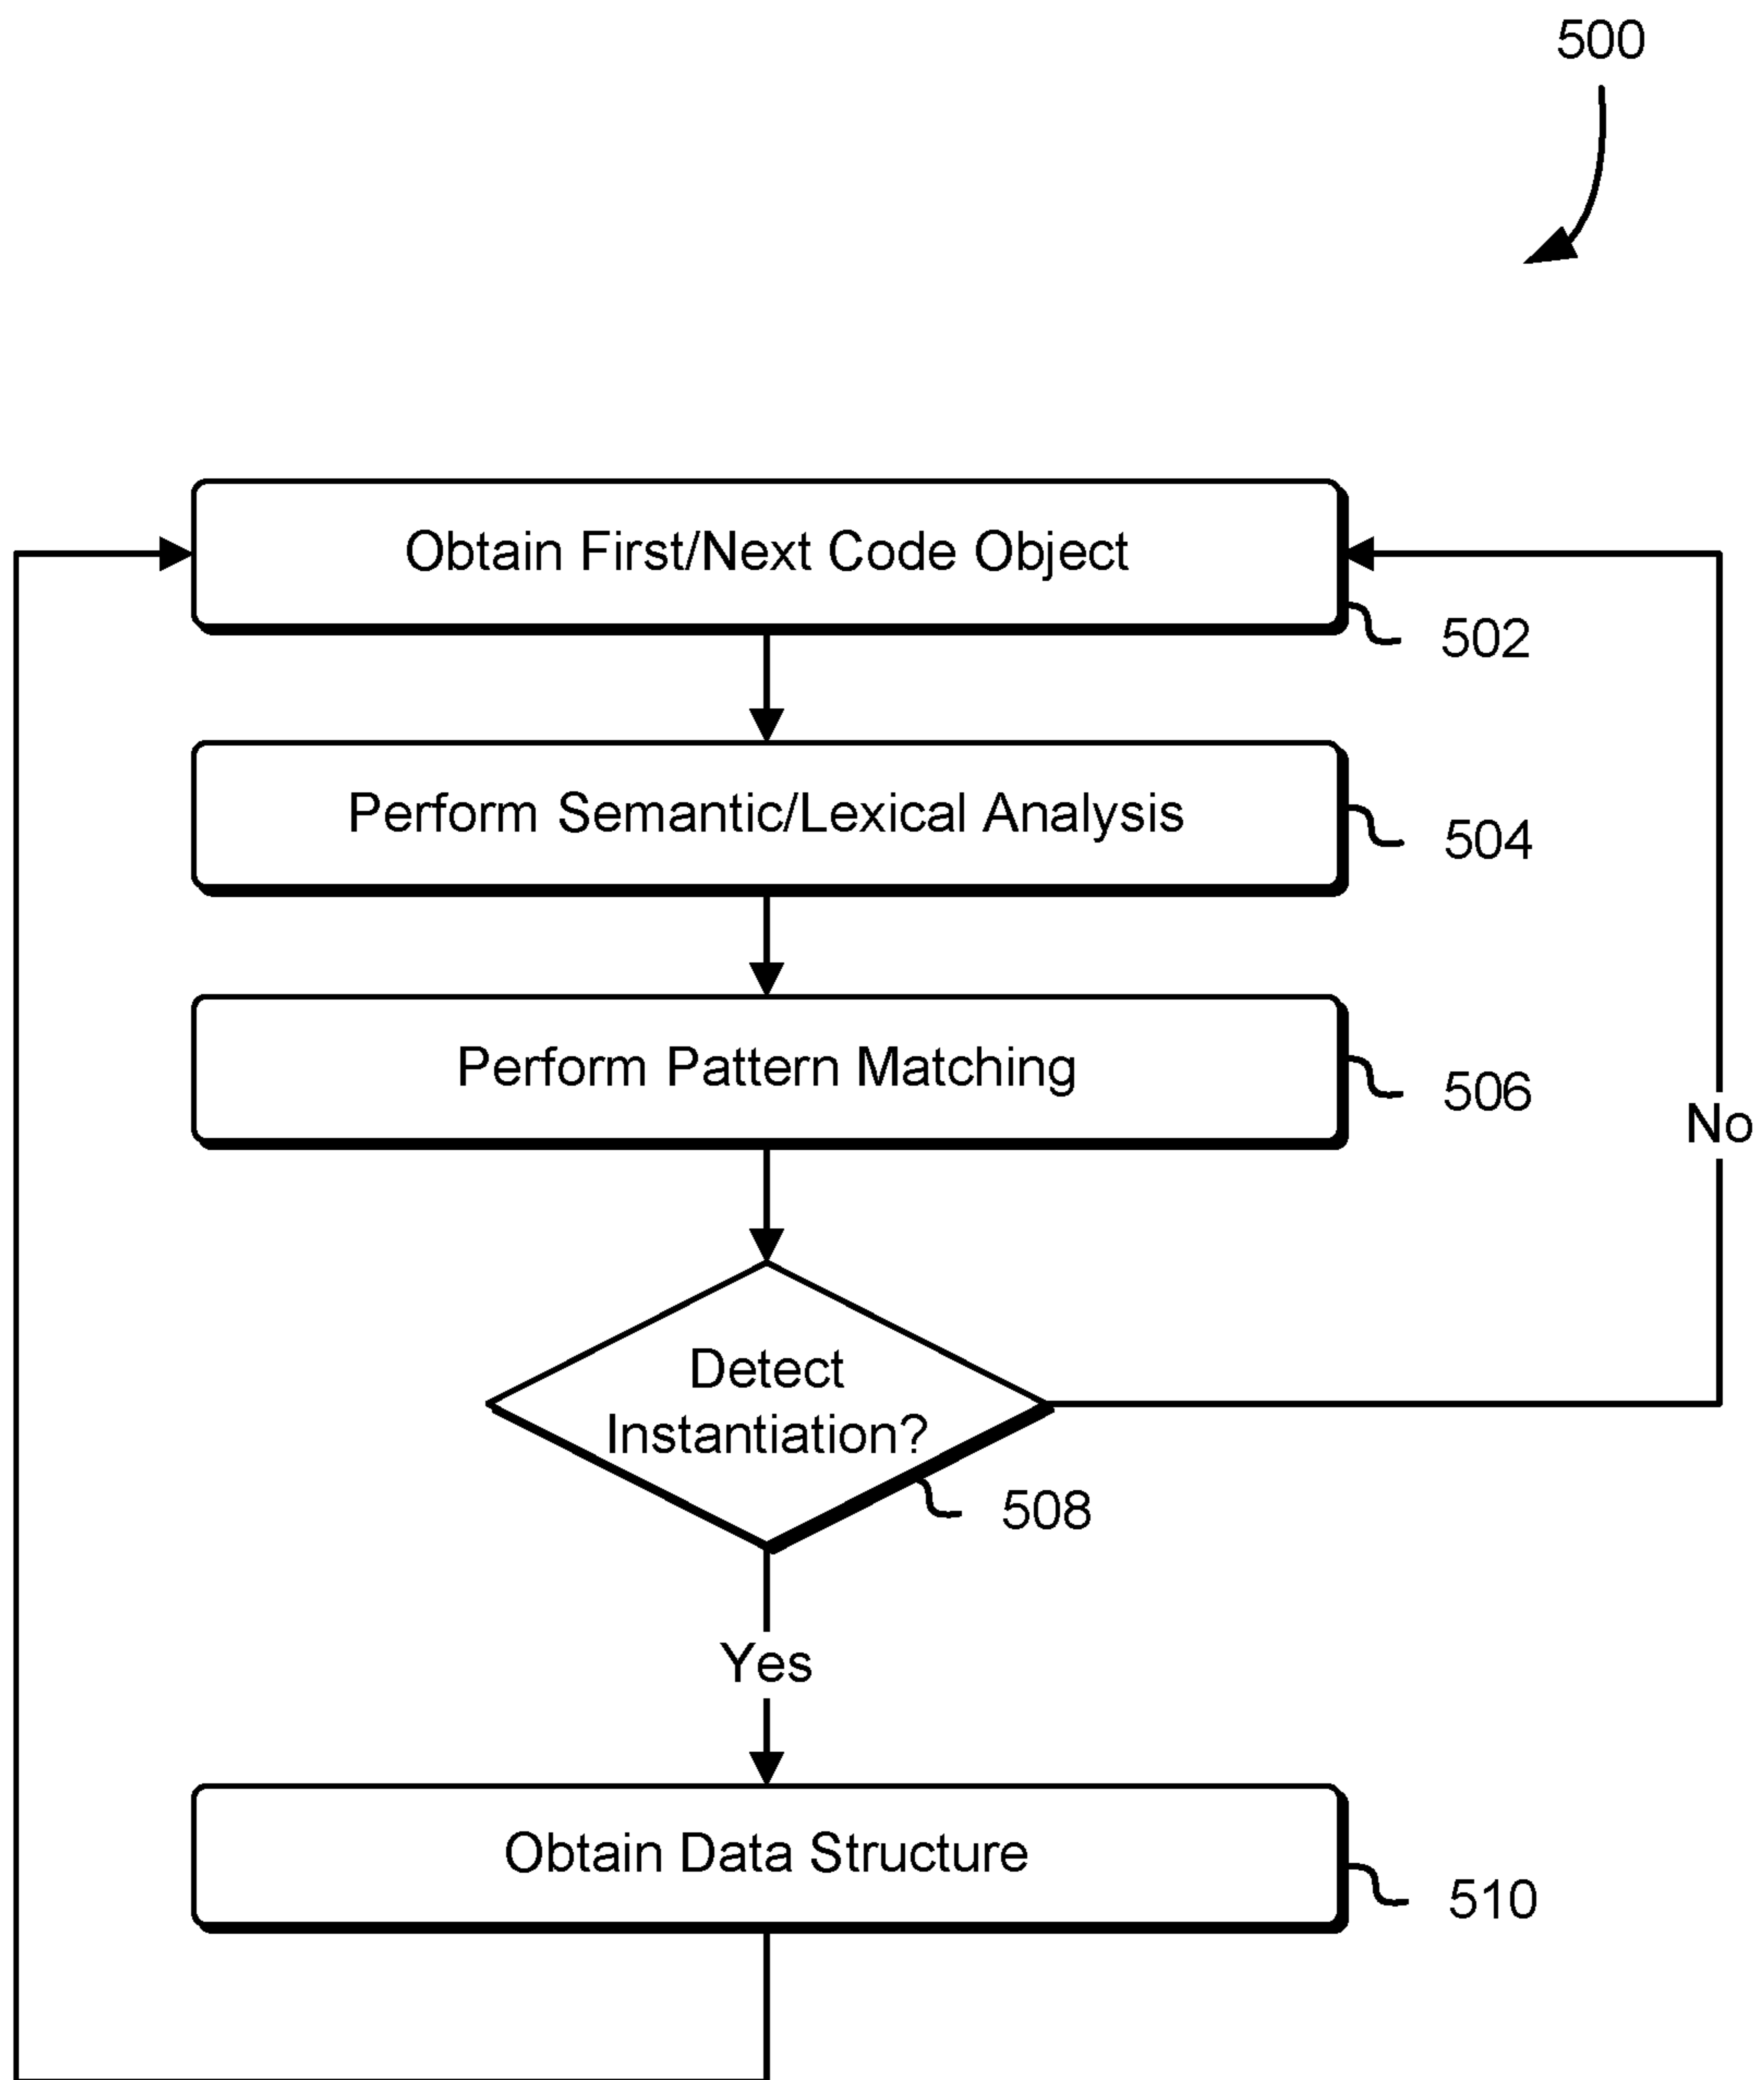 500
Obtain First/Next Code Object
502
Perform Semantic/Lexical Analysis
504
Perform Pattern Matching
506
No
Detect
Instantiation?
508
Yes
Obtain Data Structure
510